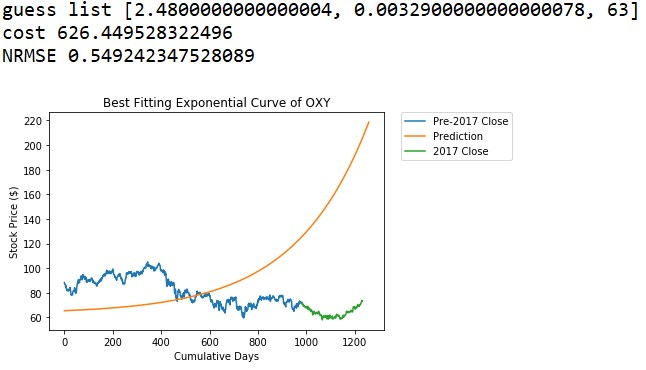 guess list [2.4800000000000004, 0.0032900000000000078, 63]
cost 626.449528322496
NRMSE 0.549242347528089
Best Fitting Exponential Curve of OXY
Pre-2017 Close
Prediction
2017 Close
Stock Price ($)
220
200
180
160
140
120
100
80
60
0 200 400 600 800 1000 1200
Cumulative Days